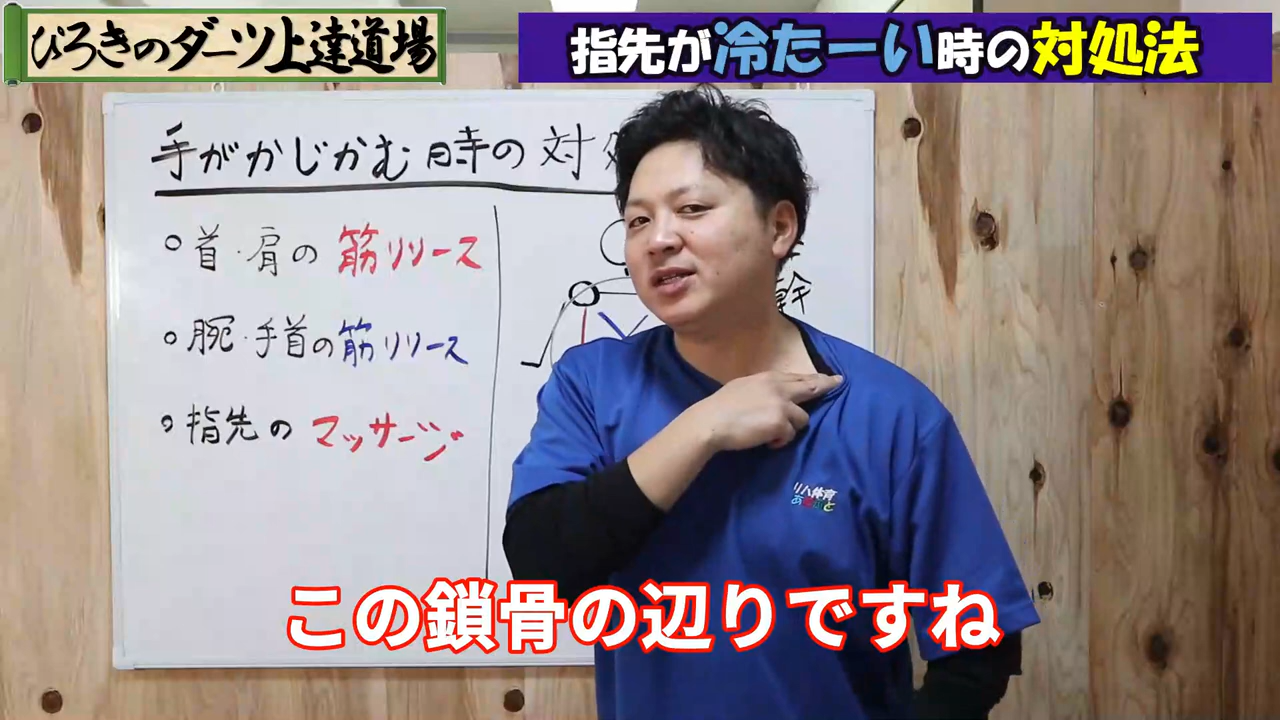 ひろきのダーツ上達道場
指先が冷たーい時の対処法
手がかじかむ時の対処
○首・肩の筋リリース
○腕・手首の筋リリース
○指先のマッサージ
幹
リハ体育
この鎖骨の辺りですね